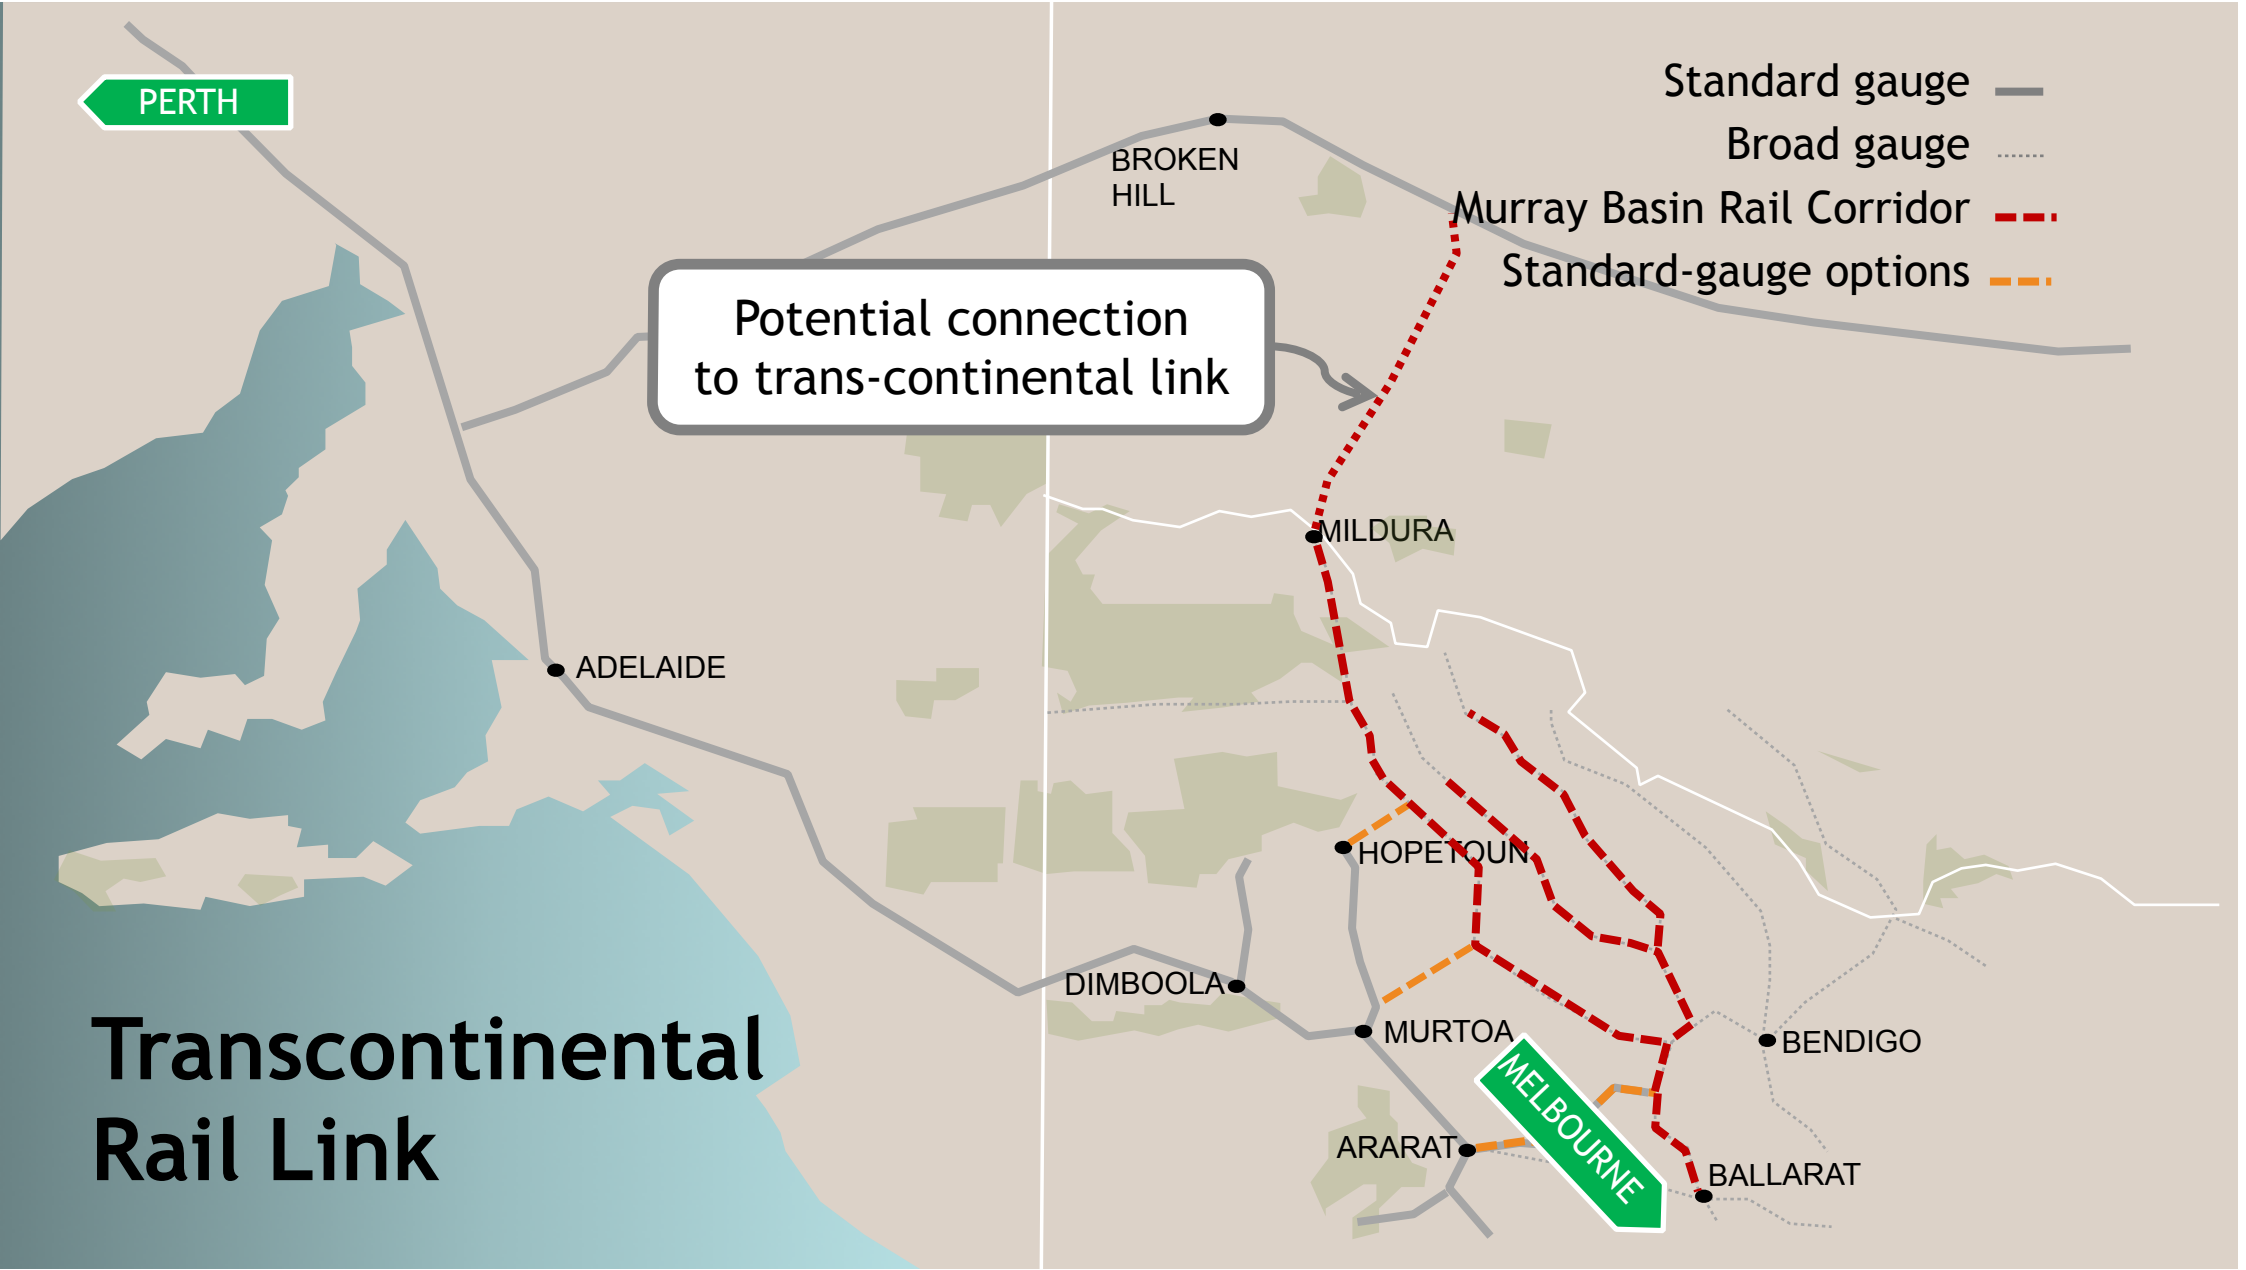 PERTH
Standard gauge
Broad gauge
Murray Basin Rail Corridor
Standard-gauge options
BROKEN
HILL
Potential connection
to trans-continental link
MILDURA
ADELAIDE
HOPETOUN
DIMBOOLA
MURTOA
BENDIGO
MELBOURNE
ARARAT
BALLARAT
Transcontinental
Rail Link